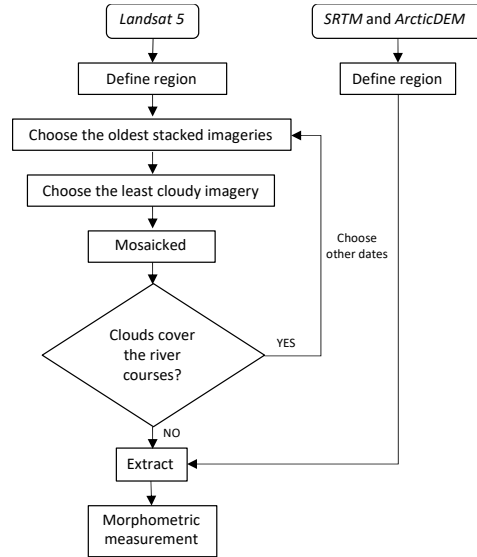 Landsat 5
SRTM and ArcticDEM
Define region
Define region
Choose the oldest stacked imageries
Choose the least cloudy imagery
Mosaicked
Choose
other dates
Clouds cover
the river
courses?
YES
NO
Extract
Morphometric
measurement